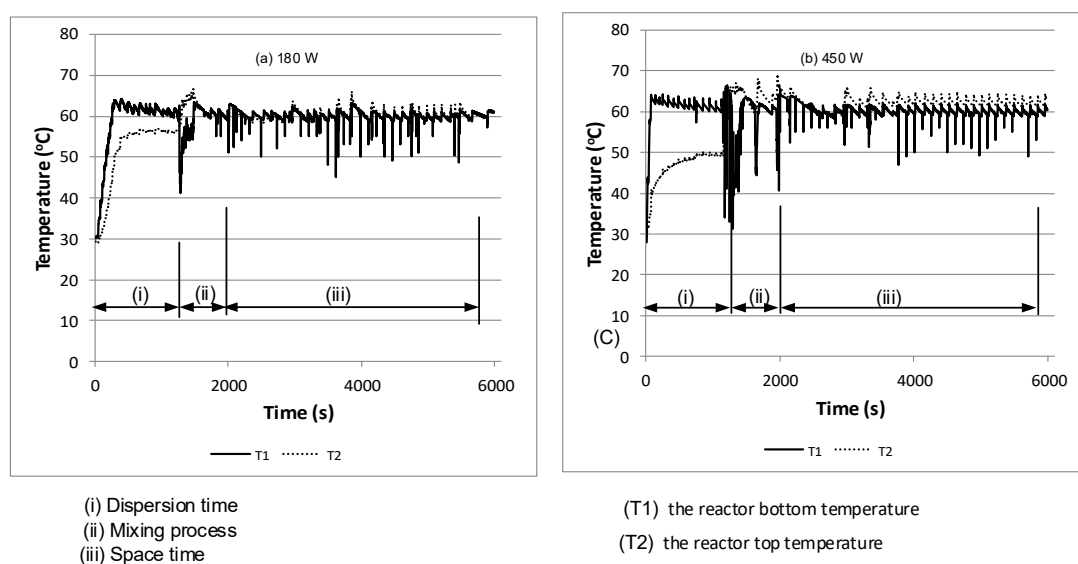 (a) 180 W
80
70
60
50
40
30
20
10
0
Temperature (ºC)
(i)
(ii)
(iii)
0
2000
4000
6000
Time (s)
T1
T2
(b) 450 W
80
70
60
50
40
30
20
10
0
Temperature (ºC)
(C)
(i)
(ii)
(iii)
0
2000
4000
6000
Time (s)
T1
T2
(i) Dispersion time
(ii) Mixing process
(iii) Space time
(T1) the reactor bottom temperature
(T2) the reactor top temperature